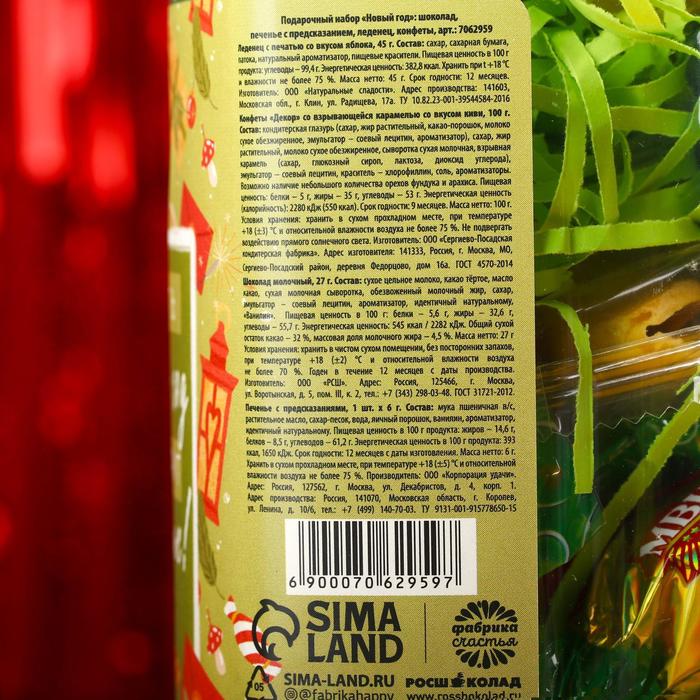 Подарочный набор «Новый год»: шоколад,
печенье с предсказанием, леденец, конфеты, арт.: 7062959
Леденец с печатью со вкусом яблока, 45 г. Состав: сахар, сахарная бумага,
патока, натуральный ароматизатор, пищевые красители. Пищевая ценность в 100 г
продукта: углеводы – 99,4 г. Энергетическая ценность: 382,8 ккал. Хранить при t +18 °C
и влажности не более 75 %. Масса нетто: 45 г. Срок годности: 12 месяцев.
Изготовитель: ООО «Натуральные сладости». Адрес производства: 141603,
Московская обл., г. Клин, ул. Радищева, 17а. ТУ 10.82.23-001-39544584-2016
Конфеты «Декор» со взрывающейся карамелью со вкусом киви, 100 г.
Состав: кондитерская глазурь (сахар, жир растительный, какао-порошок, молоко
сухое обезжиренное, эмульгатор – соевый лецитин, ароматизатор), сахар, жир
растительный, молоко сухое обезжиренное, сыворотка сухая молочная, взрывная
карамель (сахар, глюкозный сироп, лактоза, диоксид углерода),
эмульгатор – соевый лецитин, краситель – хлорофиллин, соль, ароматизаторы.
Возможно наличие небольшого количества орехов фундука и арахиса. Пищевая
ценность: белки – 5 г, жиры – 35 г, углеводы – 53 г. Энергетическая ценность
(калорийность): 2280 кДж (550 ккал). Срок годности: 9 месяцев. Масса нетто: 100 г.
Условия хранения: хранить в сухом прохладном месте, при температуре
+18 (±3) °C и относительной влажности воздуха не более 75 %. Не подвергать
воздействию прямого солнечного света. Изготовитель: ООО «Сергиево-Посадская
кондитерская фабрика». Адрес изготовителя: 141333, Россия, Москва, МО,
Сергиево-Посадский район, деревня Федорцово, дом 16а. ГОСТ 4570-2014
Шоколад молочный, 27 г. Состав: сухое цельное молоко, какао тёртое, масло
какао, сухая молочная сыворотка, обезвоженный молочный жир, сахар,
эмульгатор – соевый лецитин, ароматизатор, идентичный натуральному,
«Ванилин». Пищевая ценность в 100 г: белки – 5,6 г, жиры – 32,6 г,
углеводы – 55,7 г. Энергетическая ценность: 545 ккал / 2282 кДж. Общий сухой
остаток какао – 32 %, массовая доля молочного жира – 4,5 %. Масса нетто: 27 г
Условия хранения: хранить в чистом сухом помещении, без посторонних запахов,
при температуре +18 (±2) °C и относительной влажности воздуха
не более 70 %. Годен в течение 12 месяцев с даты производства.
Изготовитель: ООО «РСШ». Адрес: Россия, 125466, г. Москва,
ул. Воротынская, д. 5, пом. III, к. 2, тел.: +7 (343) 298-03-48. ГОСТ 31721-2012.
Печенье с предсказаниями, 1 шт. х 6 г. Состав: мука пшеничная в/с,
растительное масло, сахар-песок, вода, яичный порошок, ванилин, ароматизатор,
идентичный натуральному. Пищевая ценность в 100 г продукта: жиров – 14,6 г,
белков – 8,5 г, углеводов – 61,2 г. Энергетическая ценность в 100 г продукта: 393
ккал, 1650 кДж. Срок годности: 12 месяцев с даты изготовления. Масса нетто: 6 г.
Хранить в сухом прохладном месте, при температуре +18 (±5) °C и относительной
влажности воздуха не более 75 %. Производитель: ООО «Корпорация удачи».
Адрес: Россия, 127562, г. Москва, ул. Декабристов, д. 4, корп. 1.
Адрес производства: Россия, 141070, Московская область, г. Королев,
ул. Ленина, д. 10/6, тел.: +7 (499) 140-70-03. ТУ 9131-001-915778650-15
6 900070 629597
SIMA
LAND
фабрика
счастья
SIMA-LAND.RU
РОСШОКОЛАД
05
@fabrikahappy
www.rosshokolad.ru
МВ